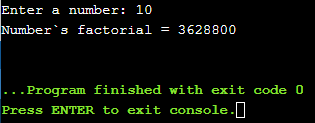 Enter a number: 10
Number`s factorial = 3628800
...Program finished with exit code 0
Press ENTER to exit console.